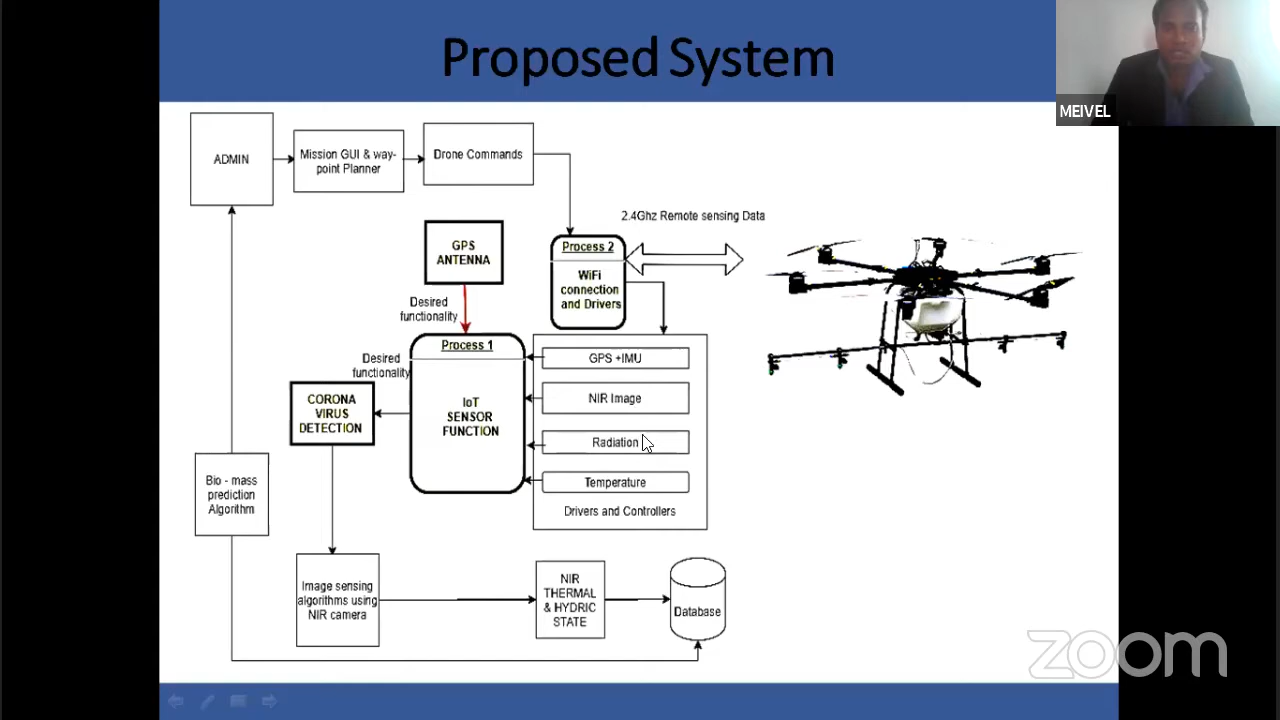 Proposed System
MEIVEL
ADMIN
Mission GUI & way-
point Planner
Drone Commands
2.4Ghz Remote sensing Data
GPS
ANTENNA
Process 2
WiFi
connection
and Drivers
Desired
functionality
Process 1
IoT
SENSOR
FUNCTION
Desired
functionality
CORONA
VIRUS
DETECTION
GPS +IMU
NIR Image
Radiation
Temperature
Drivers and Controllers
Bio - mass
prediction
Algorithm
Image sensing
algorithms using
NIR camera
NIR
THERMAL
& HYDRIC
STATE
Database
zoom